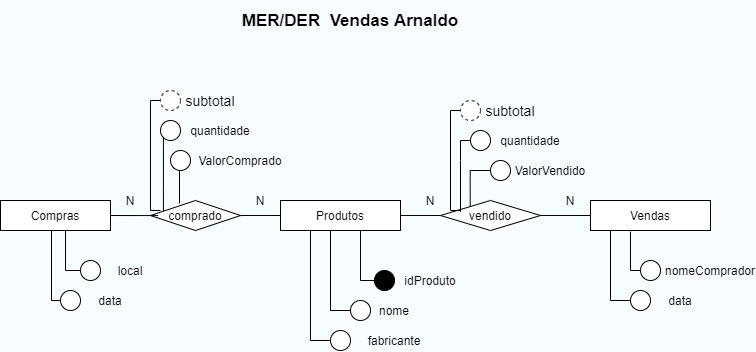 MER/DER Vendas Arnaldo
subtotal
quantidade
ValorComprado
subtotal
quantidade
ValorVendido
N
N
N
N
Compras
comprado
Produtos
vendido
Vendas
local
data
idProduto
nome
fabricante
nomeComprador
data